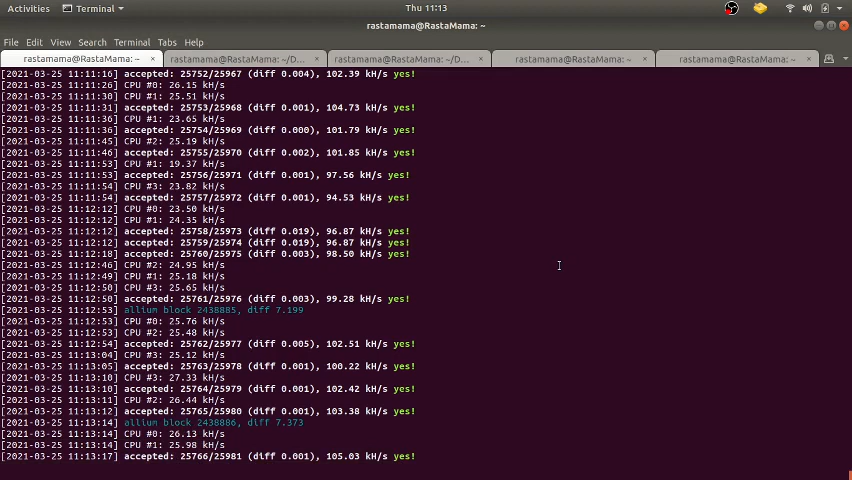 Activities Terminal Thu 11:13
rastamama@RastaMama: ~
File Edit View Search Terminal Tabs Help
rastamama@RastaMama: ~ × rastamama@RastaMama: ~/D... × rastamama@RastaMama: ~/D... × rastamama@RastaMama: ~ × rastamama@RastaMama: ~ ×
[2021-03-25 11:11:16] accepted: 25752/25967 (diff 0.004), 102.39 kH/s yes!
[2021-03-25 11:11:26] CPU #0: 26.15 kH/s
[2021-03-25 11:11:30] CPU #1: 25.51 kH/s
[2021-03-25 11:11:31] accepted: 25753/25968 (diff 0.001), 104.73 kH/s yes!
[2021-03-25 11:11:36] CPU #1: 23.65 kH/s
[2021-03-25 11:11:36] accepted: 25754/25969 (diff 0.000), 101.79 kH/s yes!
[2021-03-25 11:11:45] CPU #2: 25.19 kH/s
[2021-03-25 11:11:46] accepted: 25755/25970 (diff 0.002), 101.85 kH/s yes!
[2021-03-25 11:11:53] CPU #1: 19.37 kH/s
[2021-03-25 11:11:53] accepted: 25756/25971 (diff 0.001), 97.56 kH/s yes!
[2021-03-25 11:11:54] CPU #3: 23.82 kH/s
[2021-03-25 11:11:54] accepted: 25757/25972 (diff 0.001), 94.53 kH/s yes!
[2021-03-25 11:12:12] CPU #0: 23.50 kH/s
[2021-03-25 11:12:12] CPU #1: 24.35 kH/s
[2021-03-25 11:12:12] accepted: 25758/25973 (diff 0.019), 96.87 kH/s yes!
[2021-03-25 11:12:12] accepted: 25759/25974 (diff 0.019), 96.87 kH/s yes!
[2021-03-25 11:12:18] accepted: 25760/25975 (diff 0.003), 98.50 kH/s yes!
[2021-03-25 11:12:46] CPU #2: 24.95 kH/s
[2021-03-25 11:12:49] CPU #1: 25.18 kH/s
[2021-03-25 11:12:50] CPU #3: 25.65 kH/s
[2021-03-25 11:12:50] accepted: 25761/25976 (diff 0.003), 99.28 kH/s yes!
[2021-03-25 11:12:53] allium block 2438885, diff 7.199
[2021-03-25 11:12:53] CPU #0: 25.76 kH/s
[2021-03-25 11:12:53] CPU #2: 25.48 kH/s
[2021-03-25 11:12:54] accepted: 25762/25977 (diff 0.005), 102.51 kH/s yes!
[2021-03-25 11:13:04] CPU #3: 25.12 kH/s
[2021-03-25 11:13:05] accepted: 25763/25978 (diff 0.001), 100.22 kH/s yes!
[2021-03-25 11:13:10] CPU #3: 27.33 kH/s
[2021-03-25 11:13:10] accepted: 25764/25979 (diff 0.001), 102.42 kH/s yes!
[2021-03-25 11:13:11] CPU #2: 26.44 kH/s
[2021-03-25 11:13:12] accepted: 25765/25980 (diff 0.001), 103.38 kH/s yes!
[2021-03-25 11:13:14] allium block 2438886, diff 7.373
[2021-03-25 11:13:14] CPU #0: 26.13 kH/s
[2021-03-25 11:13:14] CPU #1: 25.98 kH/s
[2021-03-25 11:13:17] accepted: 25766/25981 (diff 0.001), 105.03 kH/s yes!